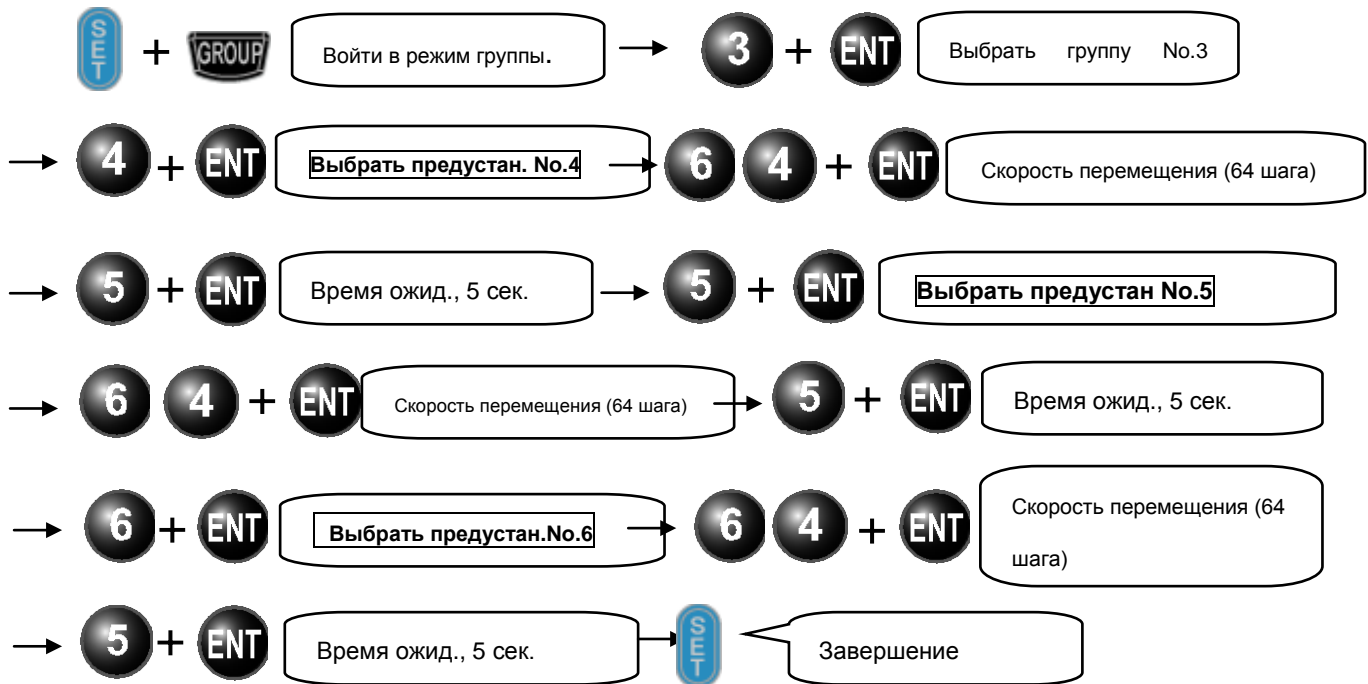 SET + GROUP Войти в режим группы. → 3 + ENT Выбрать группу No.3
→ 4 + ENT Выбрать предустан. No.4 → 6 4 + ENT Скорость перемещения (64 шага)
→ 5 + ENT Время ожид., 5 сек. → 5 + ENT Выбрать предустан No.5
→ 6 4 + ENT Скорость перемещения (64 шага) → 5 + ENT Время ожид., 5 сек.
→ 6 + ENT Выбрать предустан.No.6 → 6 4 + ENT Скорость перемещения (64
шага)
→ 5 + ENT Время ожид., 5 сек. → SET Завершение